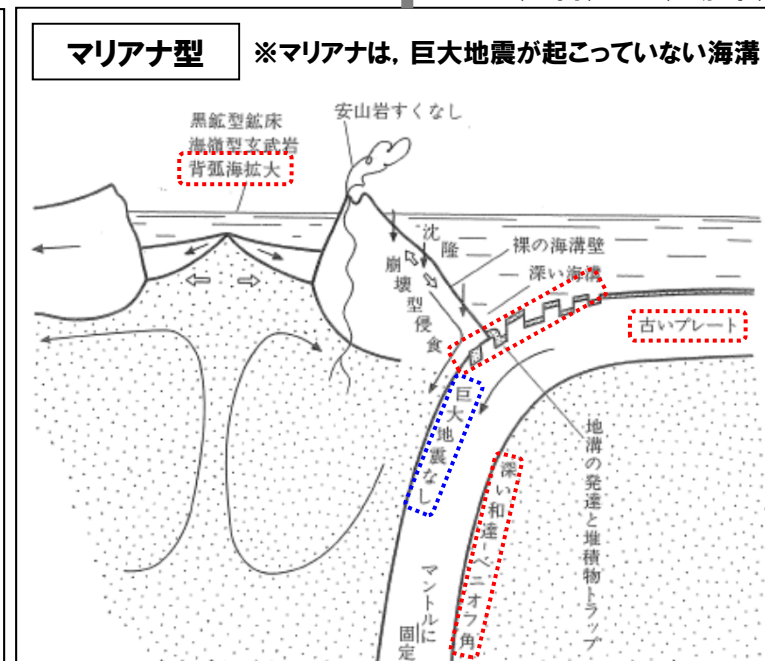 マリアナ型
※マリアナは，巨大地震が起こっていない海溝
黒鉱型鉱床
海嶺型玄武岩
背弧海拡大
安山岩すくなし
沈降
崩壊型侵食
裸の海溝壁
深い海溝
古いプレート
巨大地震なし
深い和達-ベニオフ角
地溝の発達と堆積物トラップ
マントルに
固定